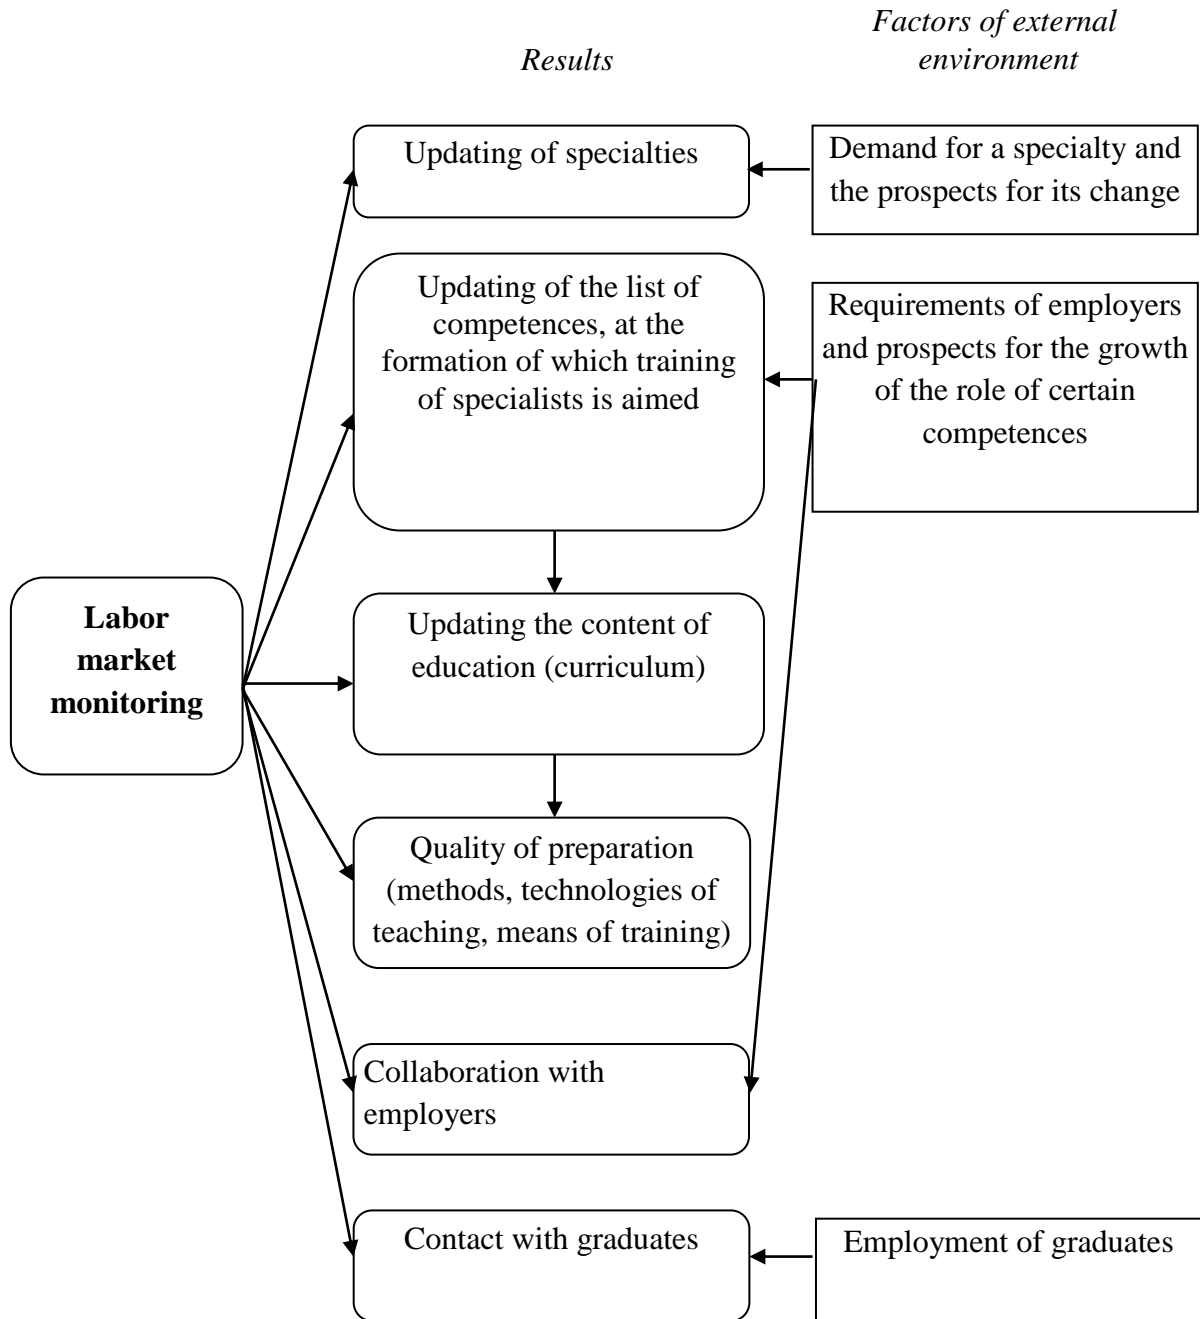 Factors of external
environment
Results
Updating of specialties
Demand for a specialty and
the prospects for its change
Updating of the list of
competences, at the
formation of which training
of specialists is aimed
Requirements of employers
and prospects for the growth
of the role of certain
competences
Labor
market
monitoring
Updating the content of
education (curriculum)
Quality of preparation
(methods, technologies of
teaching, means of training)
Collaboration with
employers
Contact with graduates
Employment of graduates